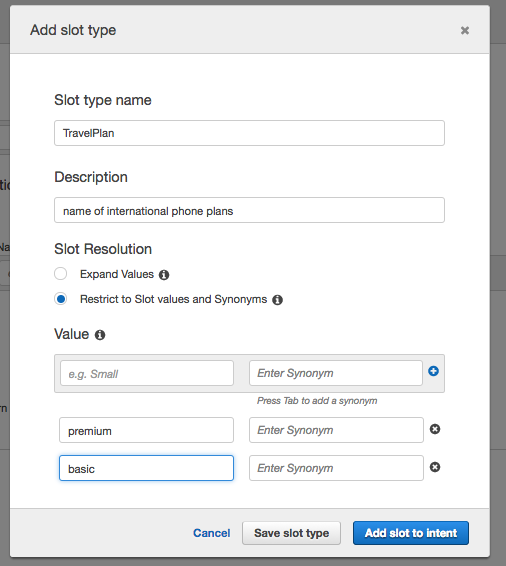 Add slot type
Slot type name
TravelPlan
Description
name of international phone plans
Slot Resolution
Expand Values
Restrict to Slot values and Synonyms
Value
e.g. Small Enter Synonym
Press Tab to add a synonym
premium Enter Synonym
basic Enter Synonym
Cancel Save slot type Add slot to intent